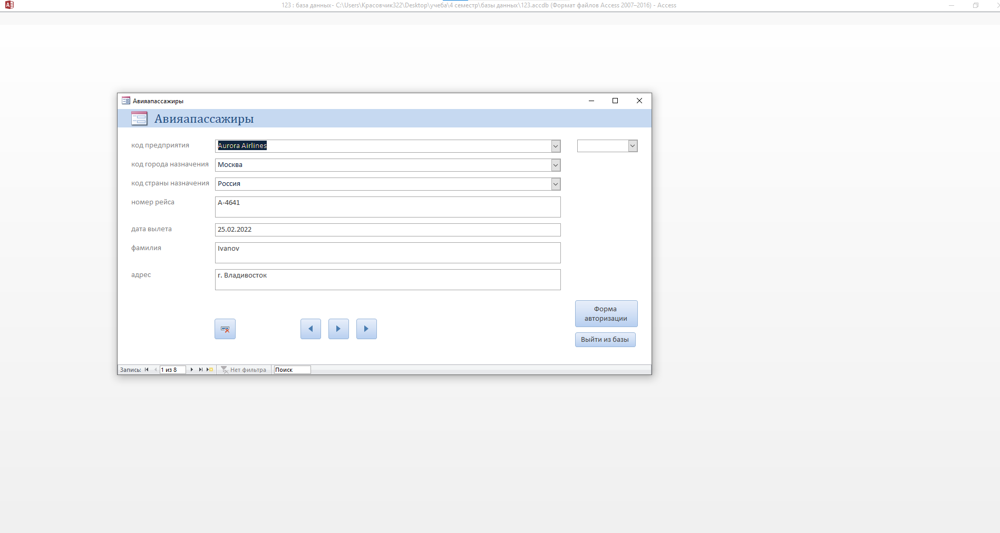 123 : база данных- C:\Users\Красовчик322\Desktop\учеба\4 семестр\базы данных\123.accdb (Формат файлов Access 2007–2016) - Access
Авияапассажиры
Авияапассажиры
код предприятия Aurora Airlines
код города назначения Москва
код страны назначения Россия
номер рейса А-4641
дата вылета 25.02.2022
фамилия Ivanov
адрес г. Владивосток
Форма
авторизации
Выйти из базы
Запись: 1 из 8 Нет фильтра Поиск